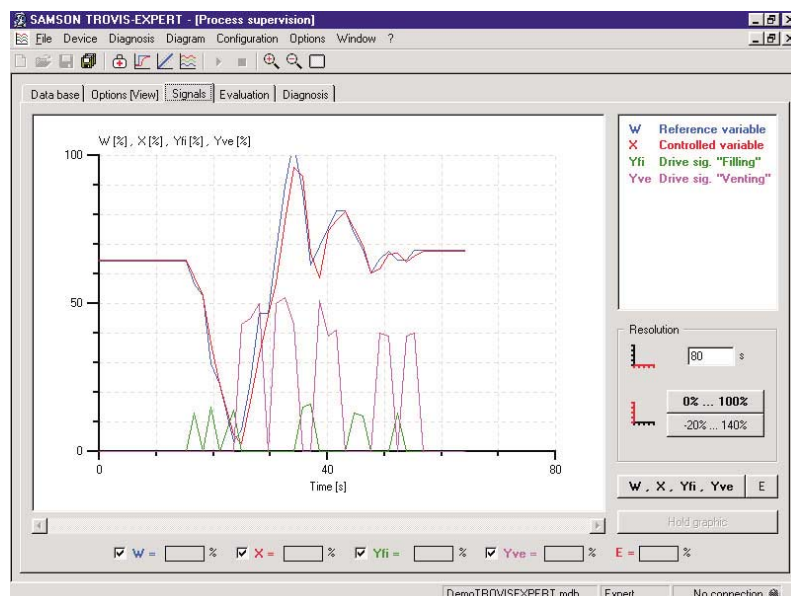 SAMSON TROVIS-EXPERT - [Process supervision]
File Device Diagnosis Diagram Configuration Options Window ?
Data base Options [View] Signals Evaluation Diagnosis
W [%] , X [%] , Yfi [%] , Yve [%]
100
50
0
0 40 80
Time [s]
W Reference variable
X Controlled variable
Yfi Drive sig. "Filling"
Yve Drive sig. "Venting"
Resolution
80 s
0% ... 100%
-20% ... 140%
W , X , Yfi , Yve E
Hold graphic
W = % X = % Yfi = % Yve = % E = %
DemoTROVISEXPERT.mdb Expert No connection